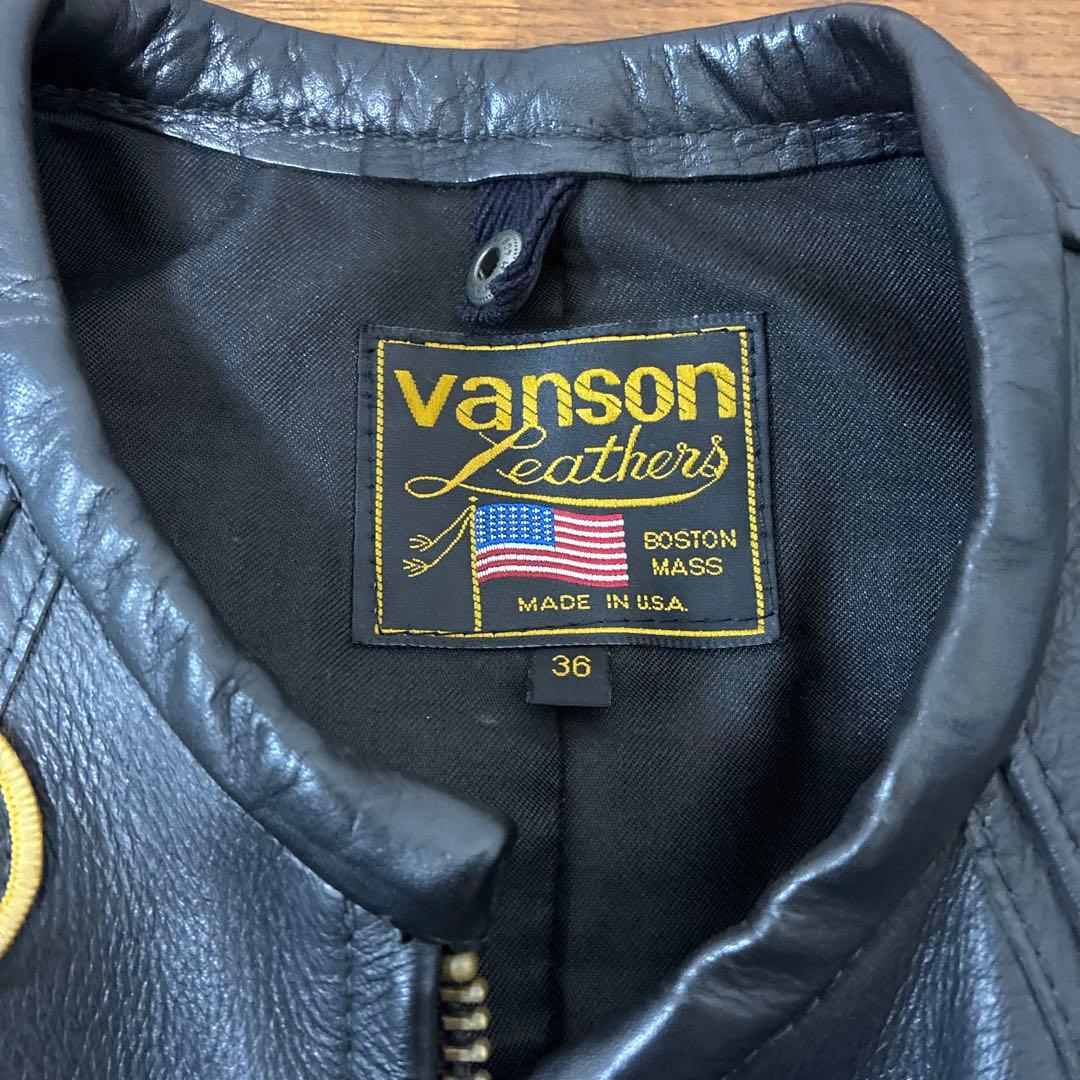 vanson
Leathers
BOSTON
MASS
MADE IN U.S.A.
36